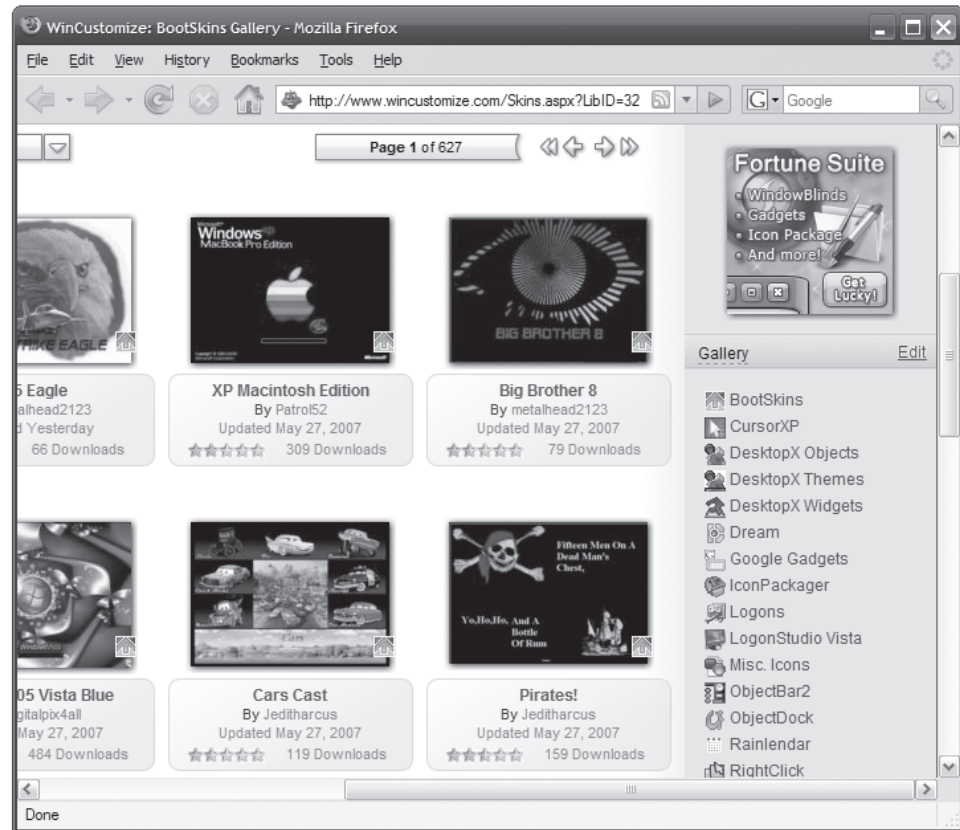 WinCustomize: BootSkins Gallery - Mozilla Firefox
File Edit View History Bookmarks Tools Help
http://www.wincustomize.com/Skins.aspx?LibID=32
G Google
Page 1 of 627
TRIKE EAGLE
5 Eagle
alhead2123
d Yesterday
66 Downloads
Windows xp
MacBook Pro Edition
Microsoft
XP Macintosh Edition
By Patrol52
Updated May 27, 2007
309 Downloads
BIG BROTHER 8
Big Brother 8
By metalhead2123
Updated May 27, 2007
79 Downloads
05 Vista Blue
gitalpix4all
May 27, 2007
484 Downloads
Cars
Cars Cast
By Jeditharcus
Updated May 27, 2007
119 Downloads
Fifteen Men On A
Dead Man's
Chest,
Yo,Ho,Ho, And A
Bottle
Of Rum
Pirates!
By Jeditharcus
Updated May 27, 2007
159 Downloads
Fortune Suite
WindowBlinds
Gadgets
Icon Package
And more!
Get
Lucky!
Gallery Edit
BootSkins
CursorXP
DesktopX Objects
DesktopX Themes
DesktopX Widgets
Dream
Google Gadgets
IconPackager
Logons
LogonStudio Vista
Misc. Icons
ObjectBar2
ObjectDock
Rainlendar
RightClick
Done